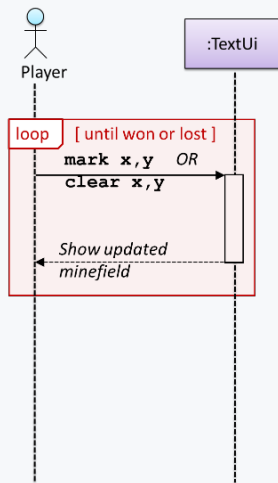 :TextUi
Player
loop [ until won or lost ]
mark x,y OR
clear x,y
Show updated
minefield